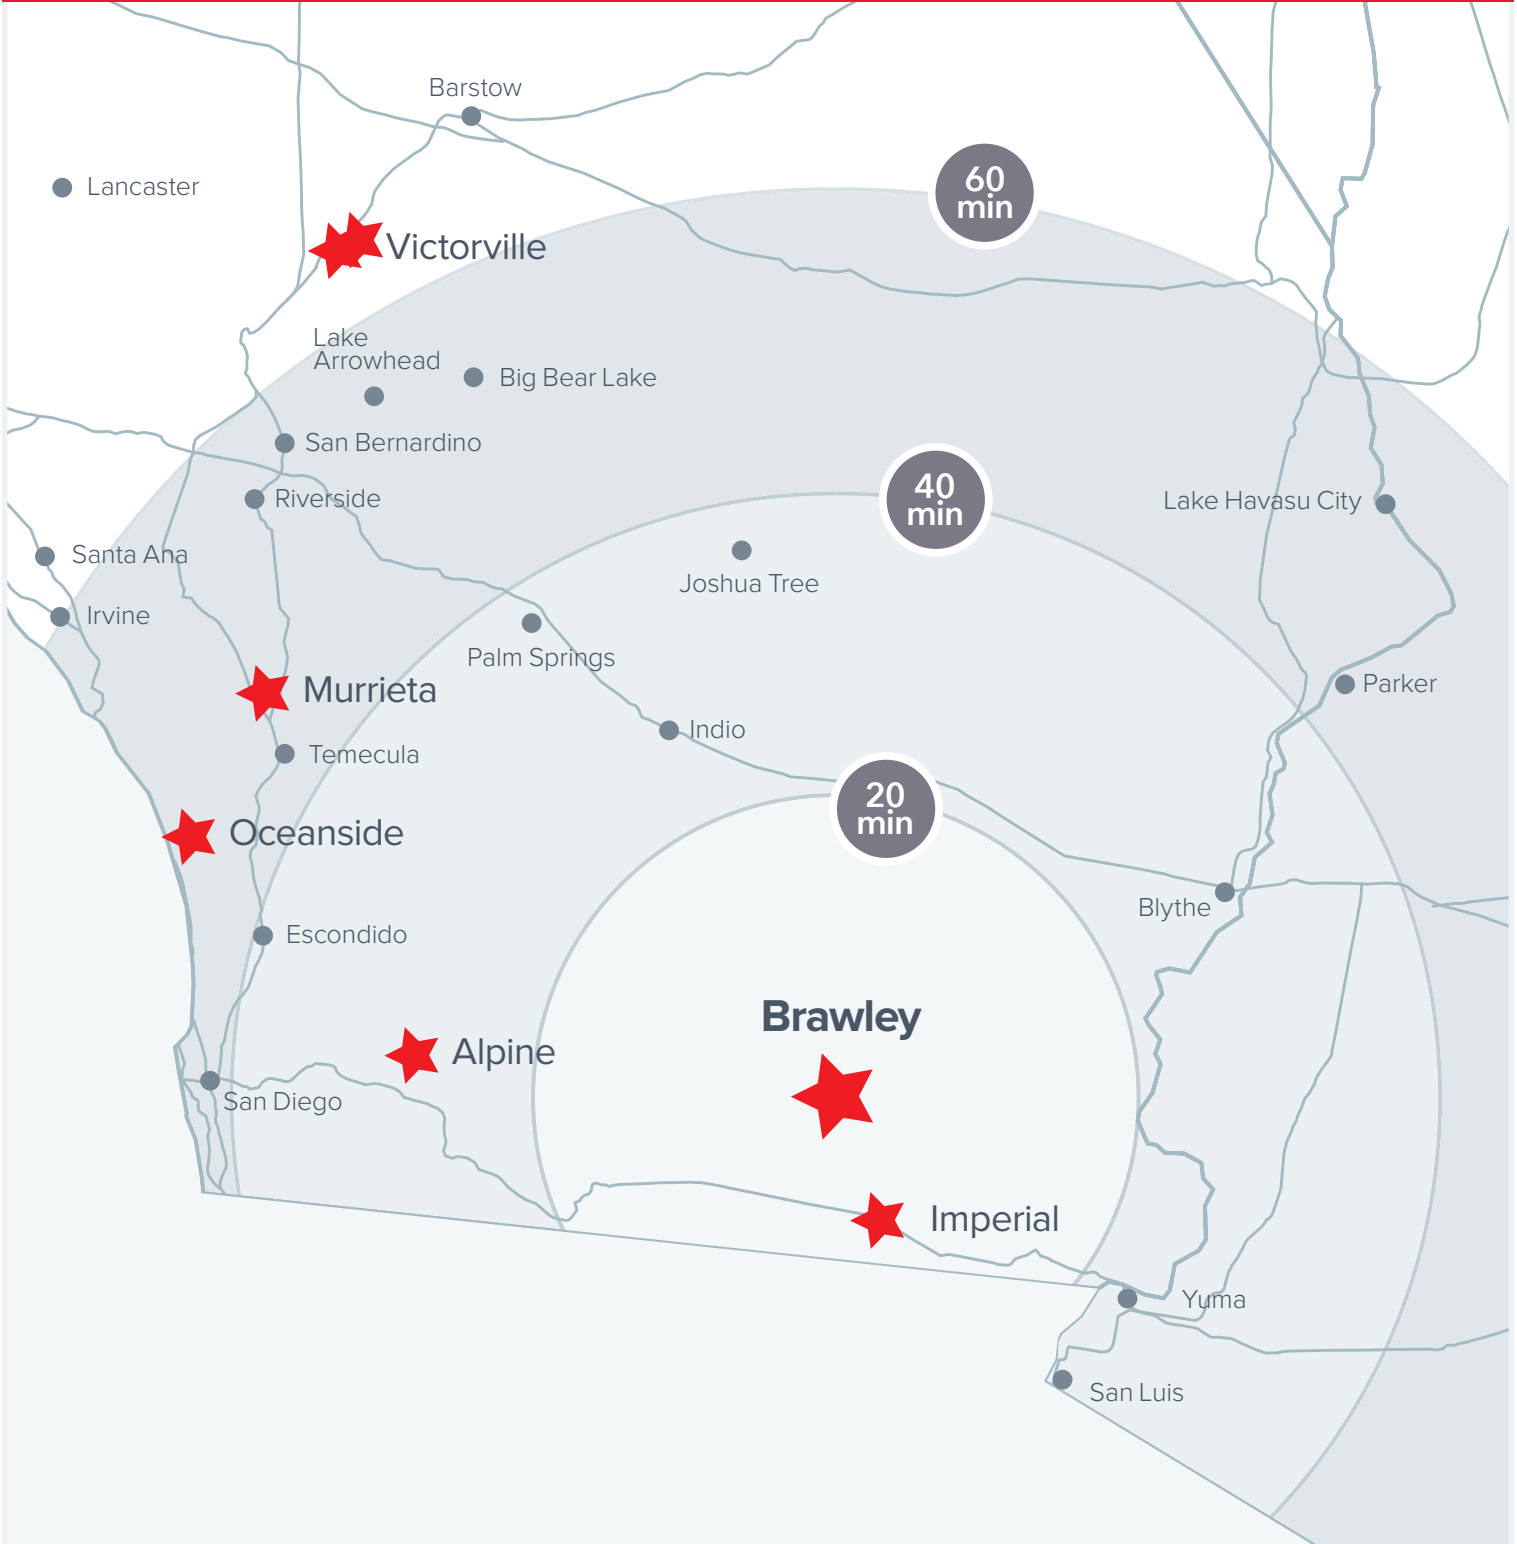 Barstow
Lancaster
60
min
Victorville
Lake
Arrowhead
Big Bear Lake
San Bernardino
Riverside
40
min
Lake Havasu City
Santa Ana
Joshua Tree
Irvine
Palm Springs
Murrieta
Parker
Indio
Temecula
20
min
Oceanside
Blythe
Escondido
Brawley
Alpine
San Diego
Imperial
Yuma
San Luis